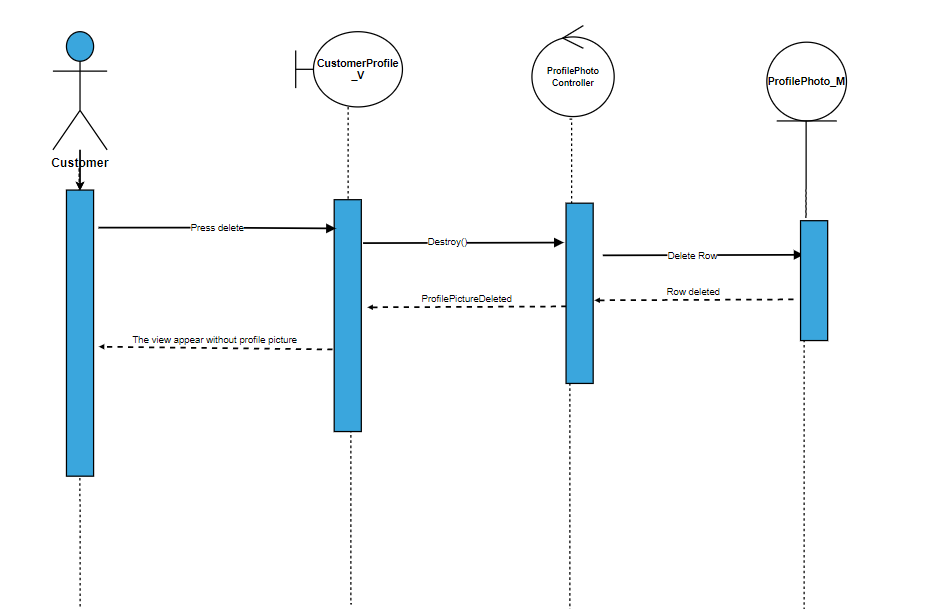 CustomerProfile
_V
ProfilePhoto
Controller
ProfilePhoto_M
Customer
Press delete
Destroy()
Delete Row
Row deleted
ProfilePictureDeleted
The view appear without profile picture